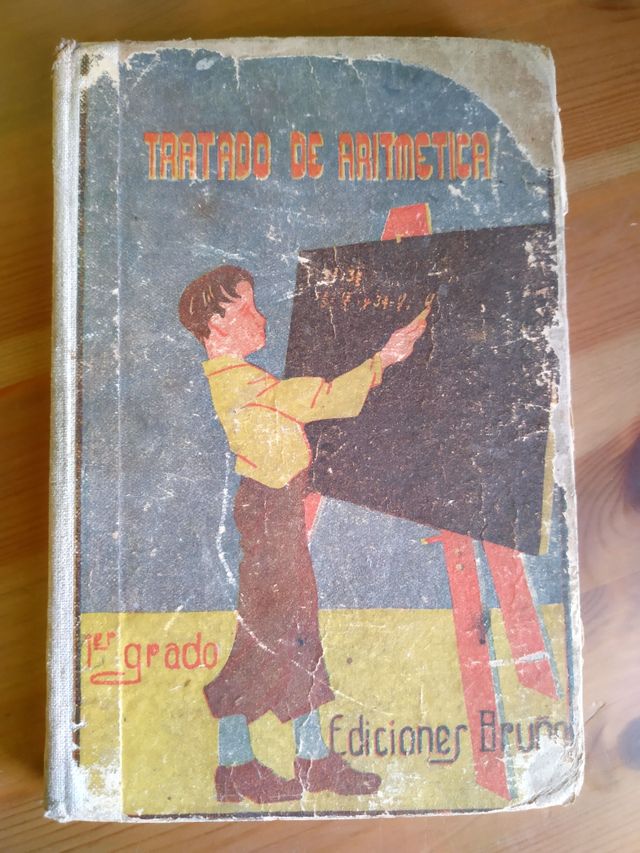 TRATADO DE ARITMETICA
1er grado
Ediciones Bruño